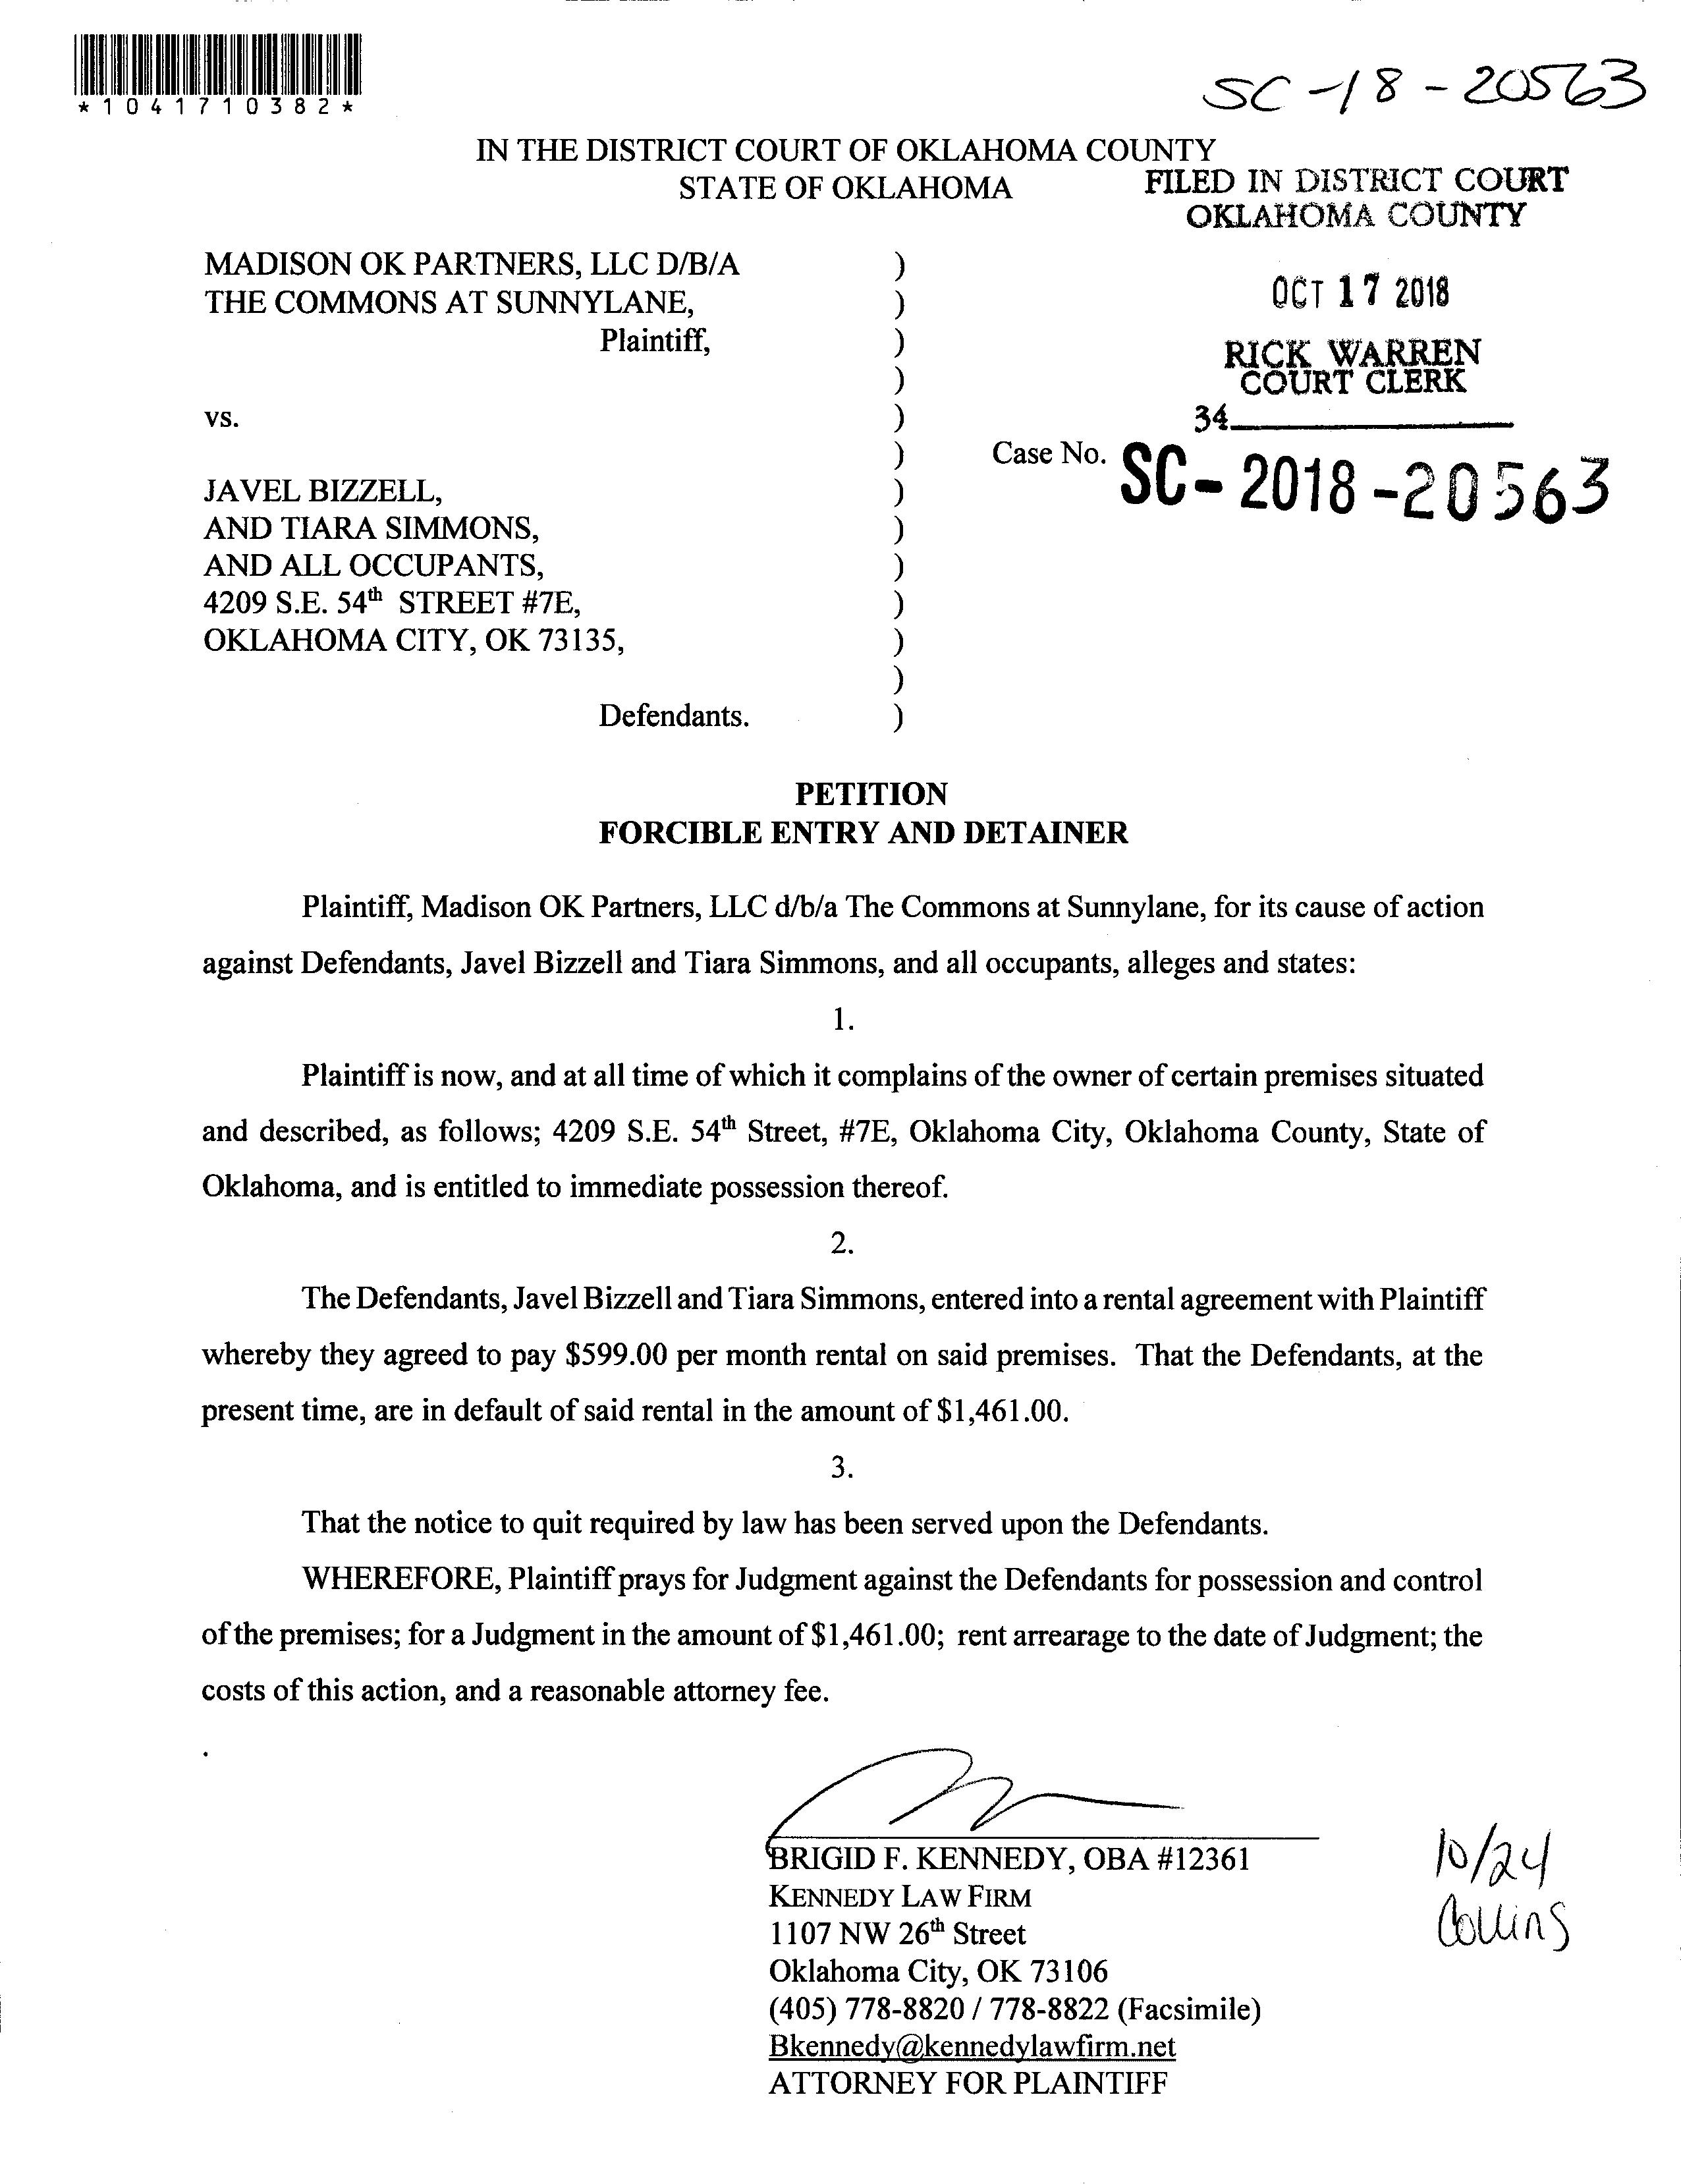 *1041710382*
SC-18-20563
IN THE DISTRICT COURT OF OKLAHOMA COUNTY
STATE OF OKLAHOMA
FILED IN DISTRICT COURT
OKLAHOMA COUNTY
MADISON OK PARTNERS, LLC D/B/A )
THE COMMONS AT SUNNYLANE, )
Plaintiff, )
)
OCT 17 2018
RICK WARREN
COURT CLERK
34
vs. )
)
Case No. SC-2018-20563
JAVEL BIZZELL, )
AND TIARA SIMMONS, )
AND ALL OCCUPANTS, )
4209 S.E. 54th STREET #7E, )
OKLAHOMA CITY, OK 73135, )
)
Defendants. )
PETITION
FORCIBLE ENTRY AND DETAINER
Plaintiff, Madison OK Partners, LLC d/b/a The Commons at Sunnylane, for its cause of action
against Defendants, Javel Bizzell and Tiara Simmons, and all occupants, alleges and states:
1.
Plaintiff is now, and at all time of which it complains of the owner of certain premises situated
and described, as follows; 4209 S.E. 54th Street, #7E, Oklahoma City, Oklahoma County, State of
Oklahoma, and is entitled to immediate possession thereof.
2.
The Defendants, Javel Bizzell and Tiara Simmons, entered into a rental agreement with Plaintiff
whereby they agreed to pay $599.00 per month rental on said premises. That the Defendants, at the
present time, are in default of said rental in the amount of $1,461.00.
3.
That the notice to quit required by law has been served upon the Defendants.
WHEREFORE, Plaintiff prays for Judgment against the Defendants for possession and control
of the premises; for a Judgment in the amount of $1,461.00; rent arrearage to the date of Judgment; the
costs of this action, and a reasonable attorney fee.
BRIGID F. KENNEDY, OBA #12361
KENNEDY LAW FIRM
1107 NW 26th Street
Oklahoma City, OK 73106
(405) 778-8820 / 778-8822 (Facsimile)
Bkennedy@kennedylawfirm.net
ATTORNEY FOR PLAINTIFF
10/24
Collins